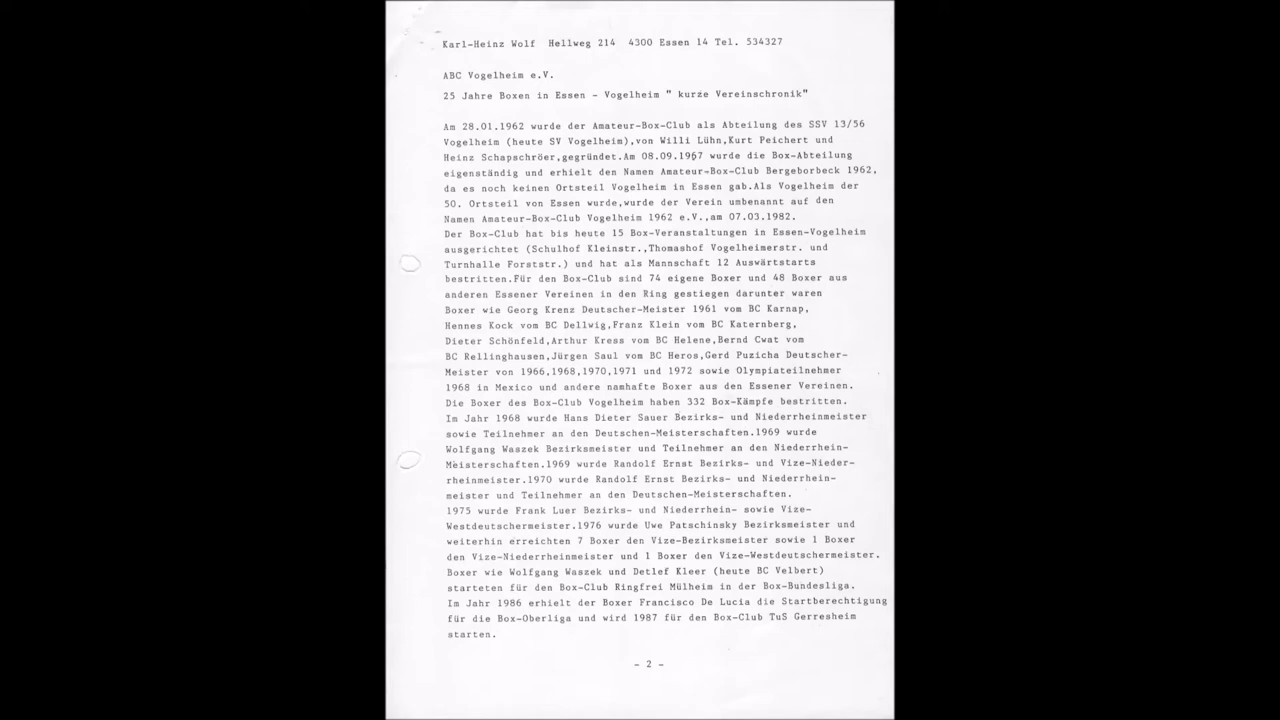 Karl-Heinz Wolf  Hellweg 214  4300 Essen 14 Tel. 534327
ABC Vogelheim e.V.
25 Jahre Boxen in Essen - Vogelheim " kurze Vereinschronik"
Am 28.01.1962 wurde der Amateur-Box-Club als Abteilung des SSV 13/56
Vogelheim (heute SV Vogelheim),von Willi Lühn,Kurt Peichert und
Heinz Schapschröer,gegründet.Am 08.09.1967 wurde die Box-Abteilung
eigenständig und erhielt den Namen Amateur-Box-Club Bergeborbeck 1962,
da es noch keinen Ortsteil Vogelheim in Essen gab.Als Vogelheim der
50. Ortsteil von Essen wurde,wurde der Verein umbenannt auf den
Namen Amateur-Box-Club Vogelheim 1962 e.V.,am 07.03.1982.
Der Box-Club hat bis heute 15 Box-Veranstaltungen in Essen-Vogelheim
ausgerichtet (Schulhof Kleinstr.,Thomashof Vogelheimerstr. und
Turnhalle Forststr.) und hat als Mannschaft 12 Auswärtstarts
bestritten.Für den Box-Club sind 74 eigene Boxer und 48 Boxer aus
anderen Essener Vereinen in den Ring gestiegen darunter waren
Boxer wie Georg Krenz Deutscher-Meister 1961 vom BC Karnap,
Hennes Kock vom BC Dellwig,Franz Klein vom BC Katernberg,
Dieter Schönfeld,Arthur Kress vom BC Helene,Bernd Cwat vom
BC Rellinghausen,Jürgen Saul vom BC Heros,Gerd Puzicha Deutscher-
Meister von 1966,1968,1970,1971 und 1972 sowie Olympiateilnehmer
1968 in Mexico und andere namhafte Boxer aus den Essener Vereinen.
Die Boxer des Box-Club Vogelheim haben 332 Box-Kämpfe bestritten.
Im Jahr 1968 wurde Hans Dieter Sauer Bezirks- und Niederrheinmeister
sowie Teilnehmer an den Deutschen-Meisterschaften.1969 wurde
Wolfgang Waszek Bezirksmeister und Teilnehmer an den Niederrhein-
Meisterschaften.1969 wurde Randolf Ernst Bezirks- und Vize-Nieder-
rheinmeister.1970 wurde Randolf Ernst Bezirks- und Niederrhein-
meister und Teilnehmer an den Deutschen-Meisterschaften.
1975 wurde Frank Luer Bezirks- und Niederrhein- sowie Vize-
Westdeutschermeister.1976 wurde Uwe Patschinsky Bezirksmeister und
weiterhin erreichten 7 Boxer den Vize-Bezirksmeister sowie 1 Boxer
den Vize-Niederrheinmeister und 1 Boxer den Vize-Westdeutschermeister.
Boxer wie Wolfgang Waszek und Detlef Kleer (heute BC Velbert)
starteten für den Box-Club Ringfrei Mülheim in der Box-Bundesliga.
Im Jahr 1986 erhielt der Boxer Francisco De Lucia die Startberechtigung
für die Box-Oberliga und wird 1987 für den Box-Club TuS Gerresheim
starten.
- 2 -